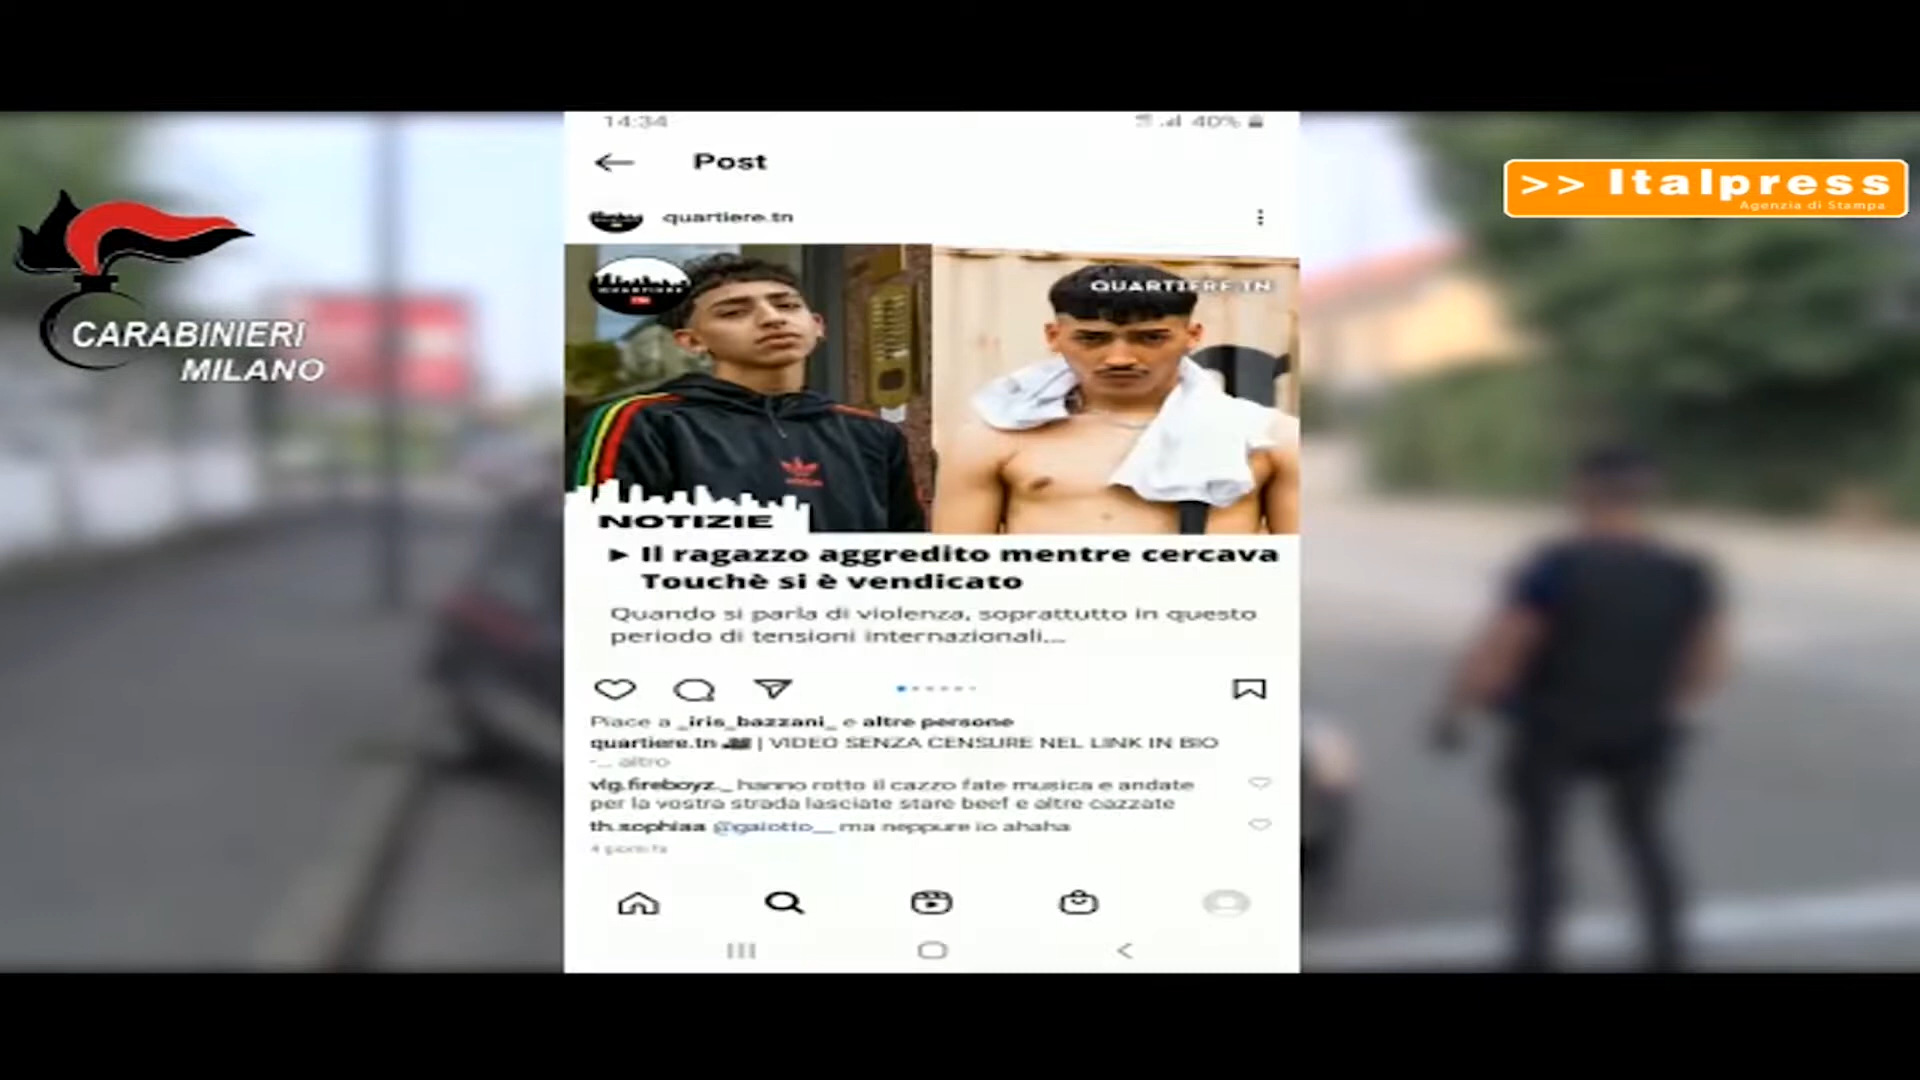 14:34
40%
Post
>> Italpress
Agenzia di Stampa
quartiere.tn
QUARTIERE.TN
CARABINIERI
MILANO
NOTIZIE
► Il ragazzo aggredito mentre cercava
Touchè si è vendicato
Quando si parla di violenza, soprattutto in questo
periodo di tensioni internazionali...
Piace a _iris_bazzani_ e altre persone
quartiere.tn | VIDEO SENZA CENSURE NEL LINK IN BIO
-... altro
vlg.fireboyz._ hanno rotto il cazzo fate musica e andate
per la vostra strada lasciate stare beef e altre cazzate
th.sophiaa @gaiotto__ ma neppure io ahaha
4 giorni fa